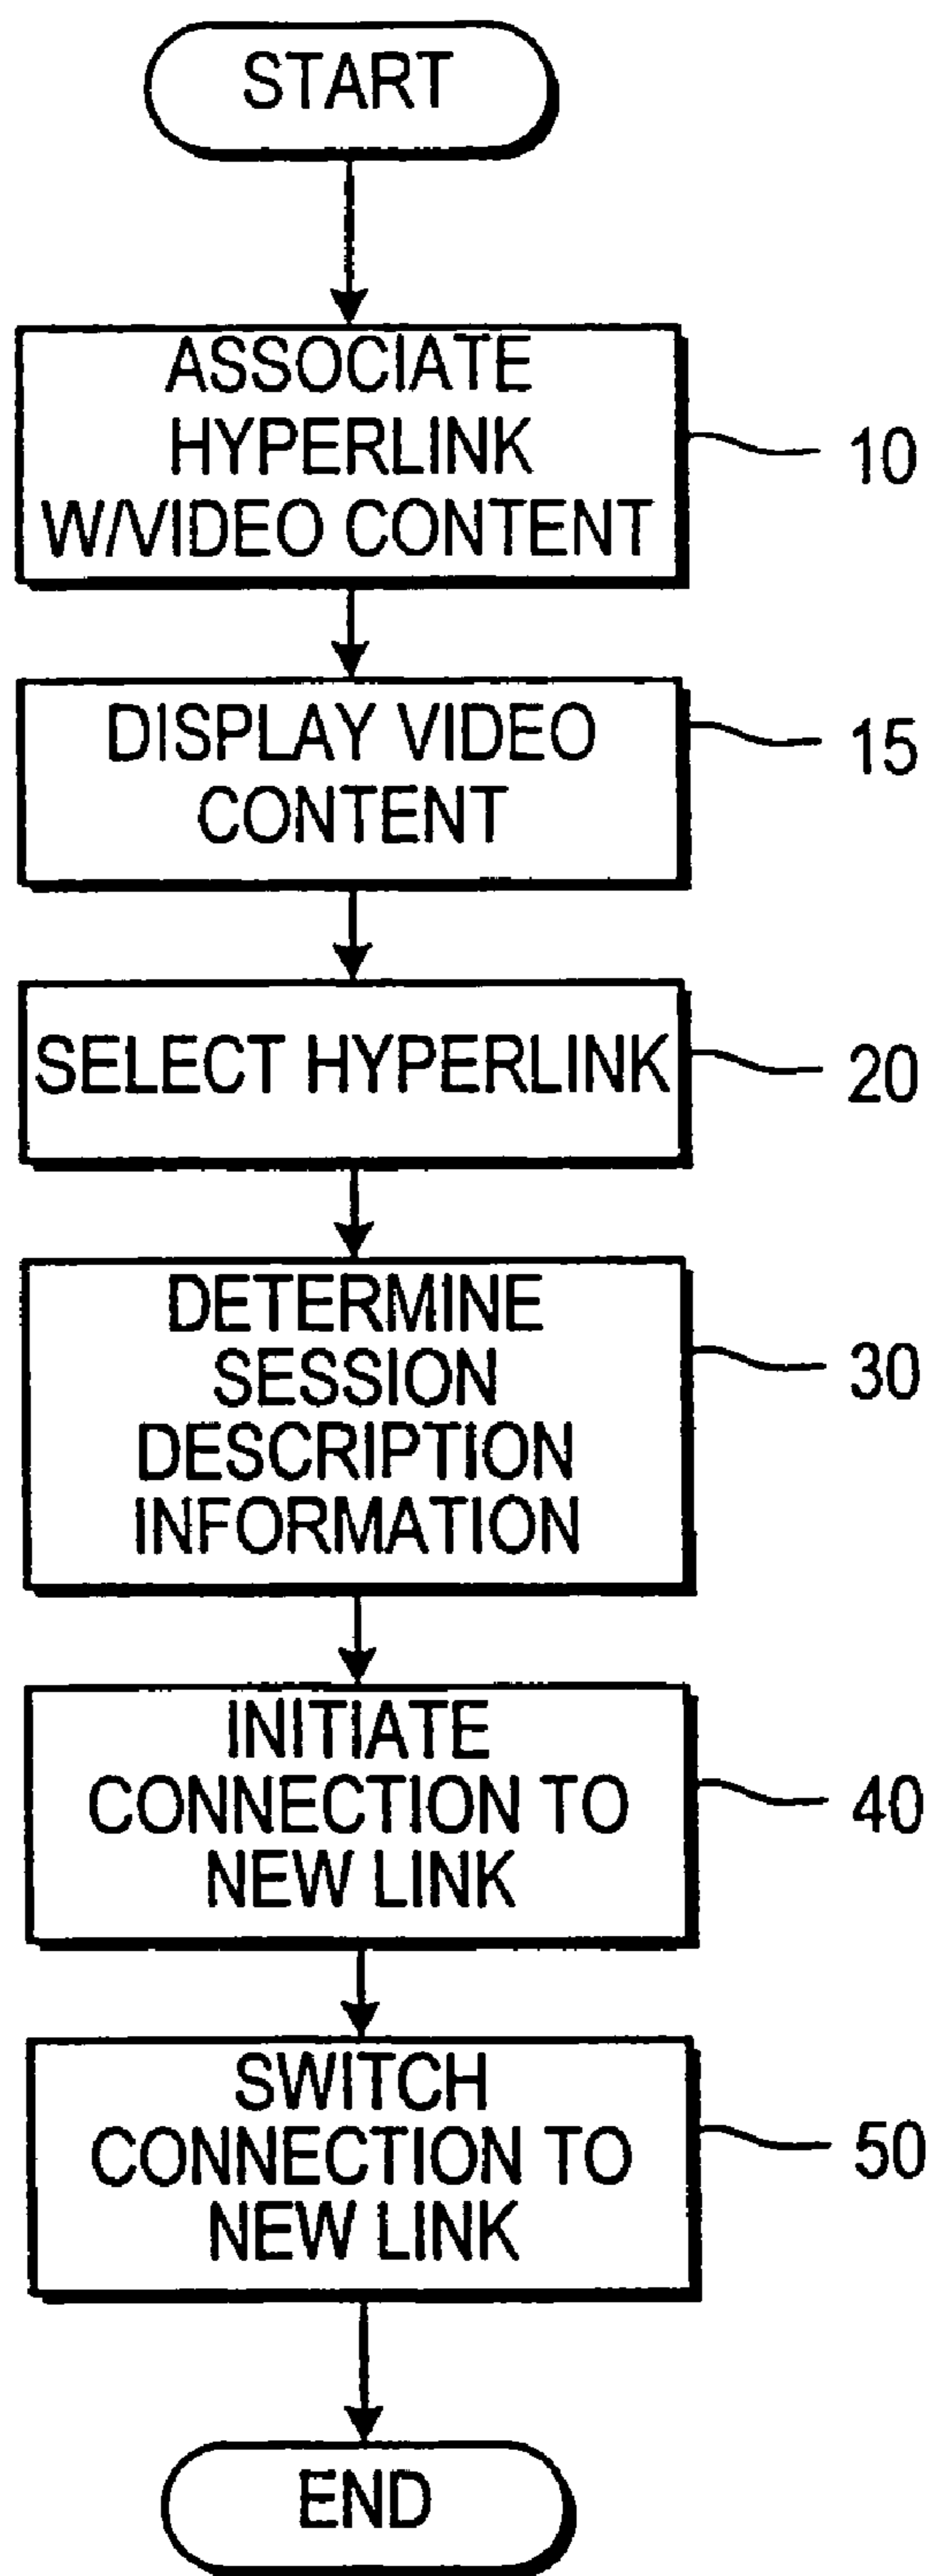 START
ASSOCIATE
HYPERLINK
W/VIDEO CONTENT
10
DISPLAY VIDEO
CONTENT
15
SELECT HYPERLINK
20
DETERMINE
SESSION
DESCRIPTION
INFORMATION
30
INITIATE
CONNECTION TO
NEW LINK
40
SWITCH
CONNECTION TO
NEW LINK
50
END